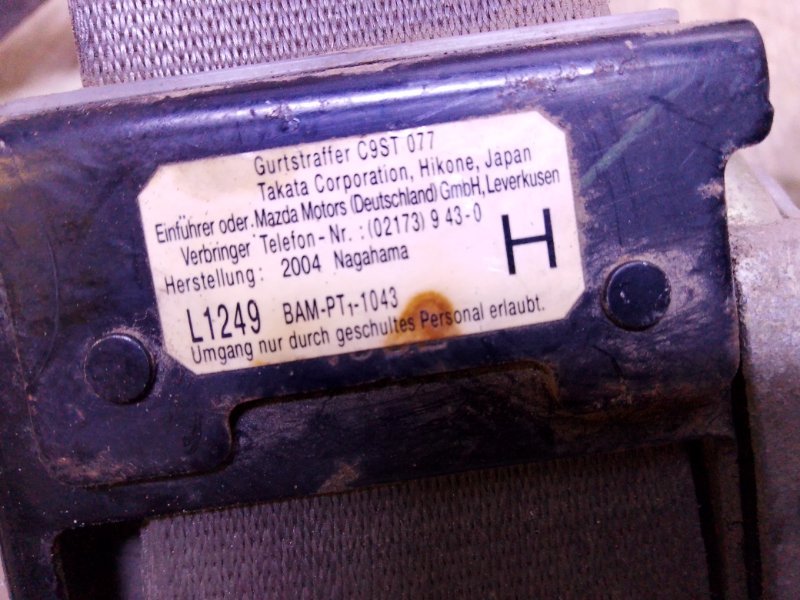 Gurtstraffer C9ST 077
Takata Corporation, Hikone, Japan
Einführer oder Mazda Motors (Deutschland) GmbH, Leverkusen
Verbringer Telefon-Nr.: (02173) 9 43-0
Herstellung: 2004 Nagahama
H
L1249 BAM-PT1-1043
Umgang nur durch geschultes Personal erlaubt.